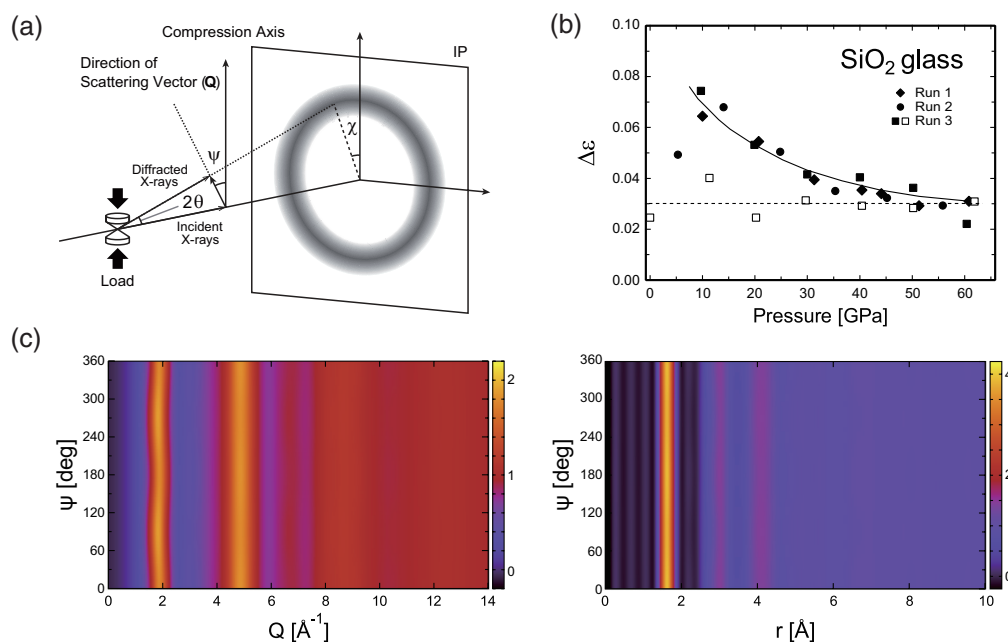 (a)
Compression Axis
IP
Direction of
Scattering Vector (Q)
ψ
χ
Diffracted
X-rays
2θ
Incident
X-rays
Load
(b)
SiO₂ glass
Run 1
Run 2
Run 3
Δε
0.10
0.08
0.06
0.04
0.02
0.00
0 10 20 30 40 50 60
Pressure [GPa]
(c)
ψ [deg]
360
300
240
180
120
60
0
0 2 4 6 8 10 12 14
Q [Å⁻¹]
2
1
0
ψ [deg]
360
300
240
180
120
60
0
0 2 4 6 8 10
r [Å]
4
2
0